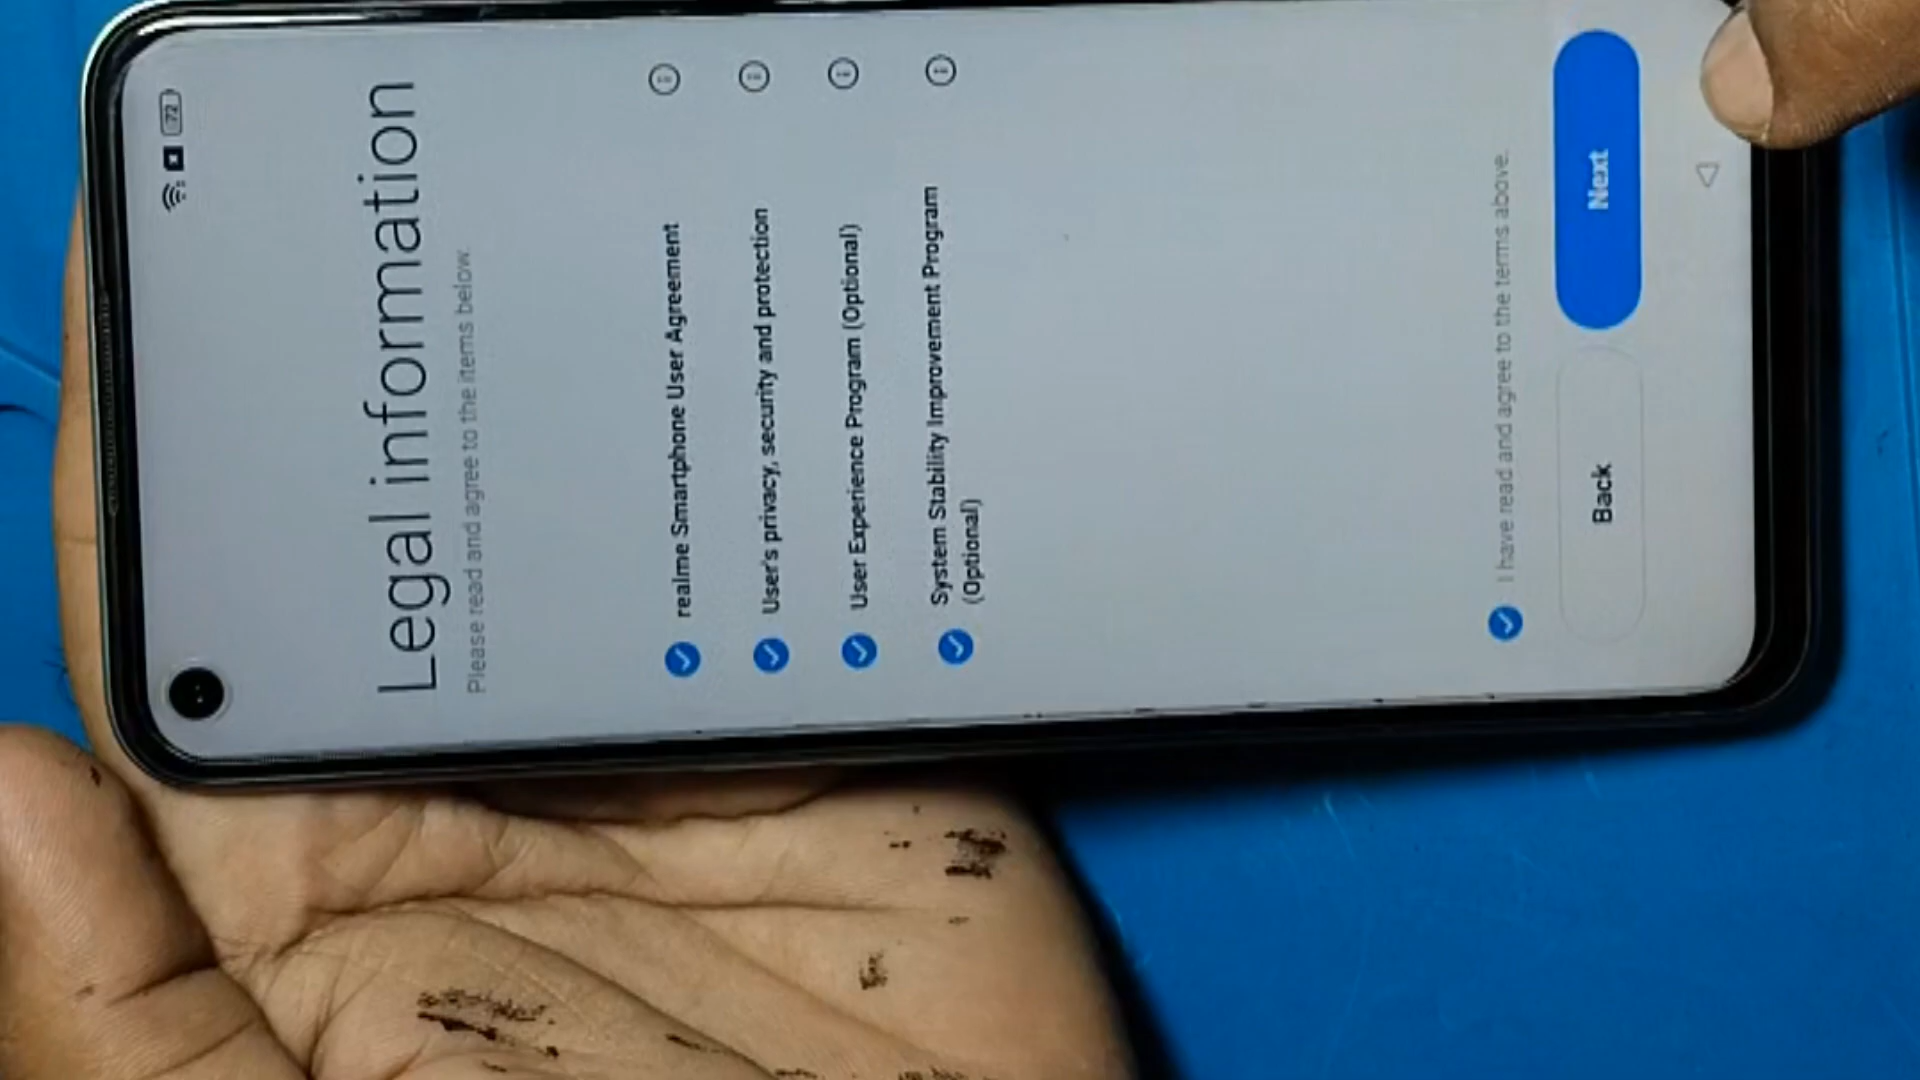 72
Legal information
Please read and agree to the items below.
realme Smartphone User Agreement
User's privacy, security and protection
User Experience Program (Optional)
System Stability Improvement Program
(Optional)
I have read and agree to the terms above.
Back
Next